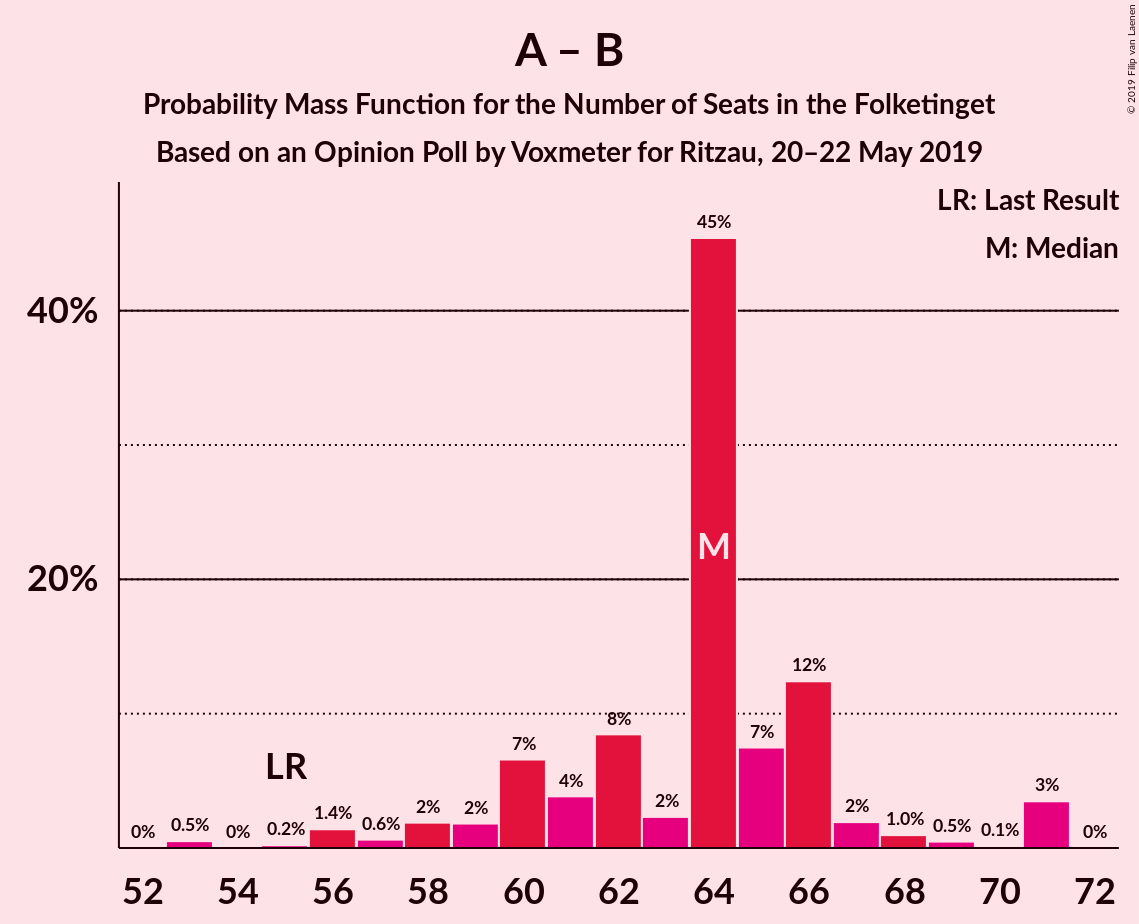 A – B
Probability Mass Function for the Number of Seats in the Folketinget
Based on an Opinion Poll by Voxmeter for Ritzau, 20–22 May 2019
© 2019 Filip van Laenen
LR: Last Result
M: Median
40%
20%
0%
0.5%
0%
0.2%
LR
1.4%
0.6%
2%
2%
7%
4%
8%
2%
45%
M
7%
12%
2%
1.0%
0.5%
0.1%
3%
0%
52 54 56 58 60 62 64 66 68 70 72